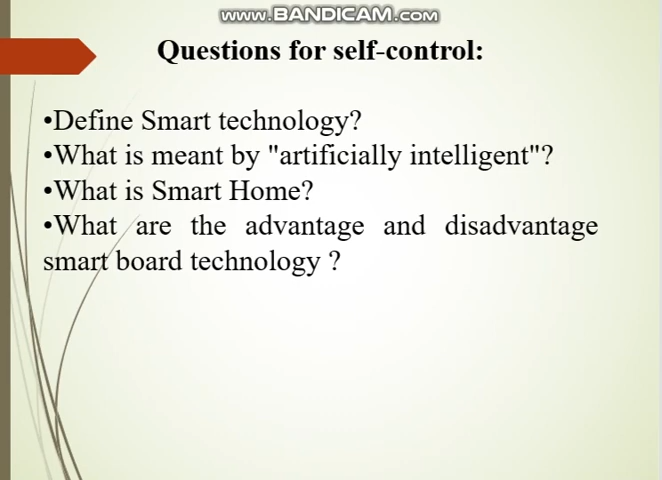 www.BANDICAM.com
Questions for self-control:
•Define Smart technology?
•What is meant by "artificially intelligent"?
•What is Smart Home?
•What are the advantage and disadvantage
smart board technology ?